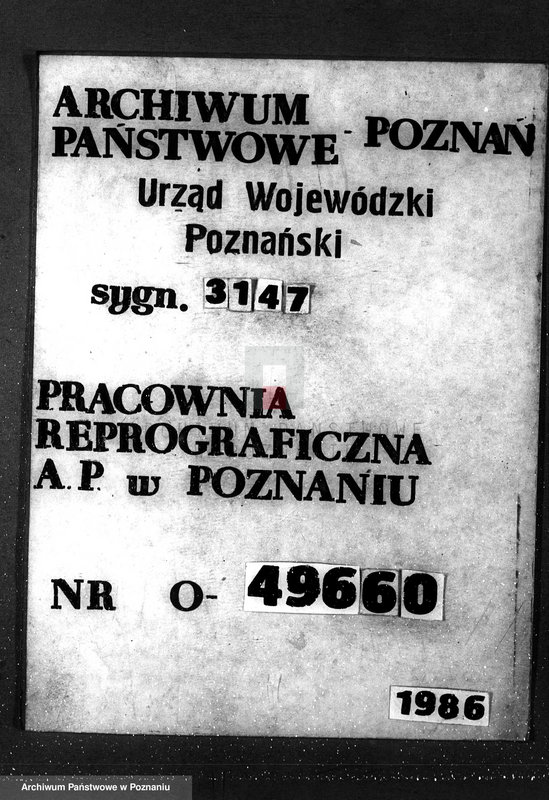 ARCHIWUM
PAŃSTWOWE - POZNAŃ
Urząd Wojewódzki
Poznański
sygn. 3147
PRACOWNIA
REPROGRAFICZNA
A.P. w POZNANIU
NR O- 49660
1986
Archiwum Państwowe w Poznaniu